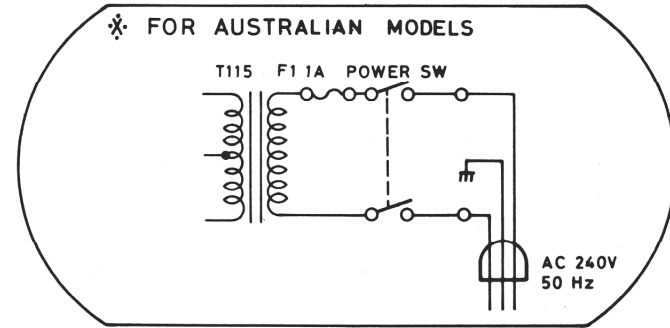 ※ FOR AUSTRALIAN MODELS
T115 F1 1A POWER SW
AC 240V
50 Hz